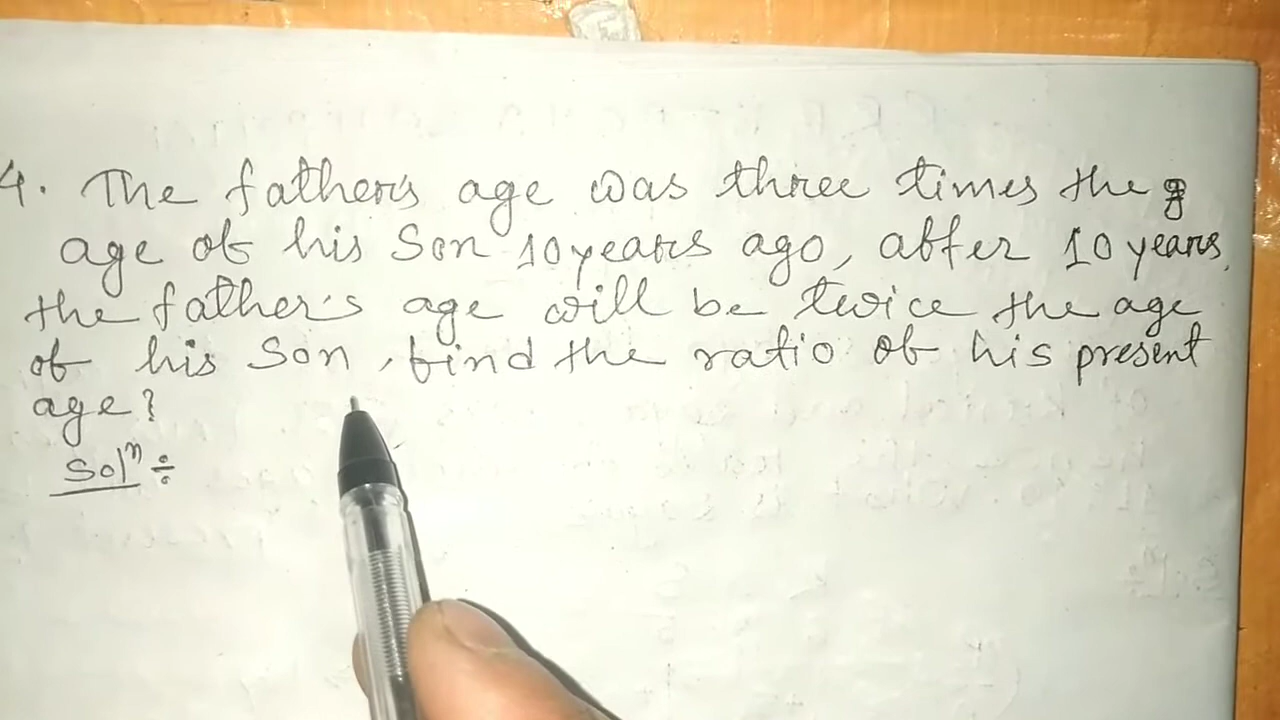 4. The father's age was three times the
age of his Son 10 years ago, after 10 years,
the father's age will be twice the age
of his Son, find the ratio of his present
age?
Solⁿ ÷